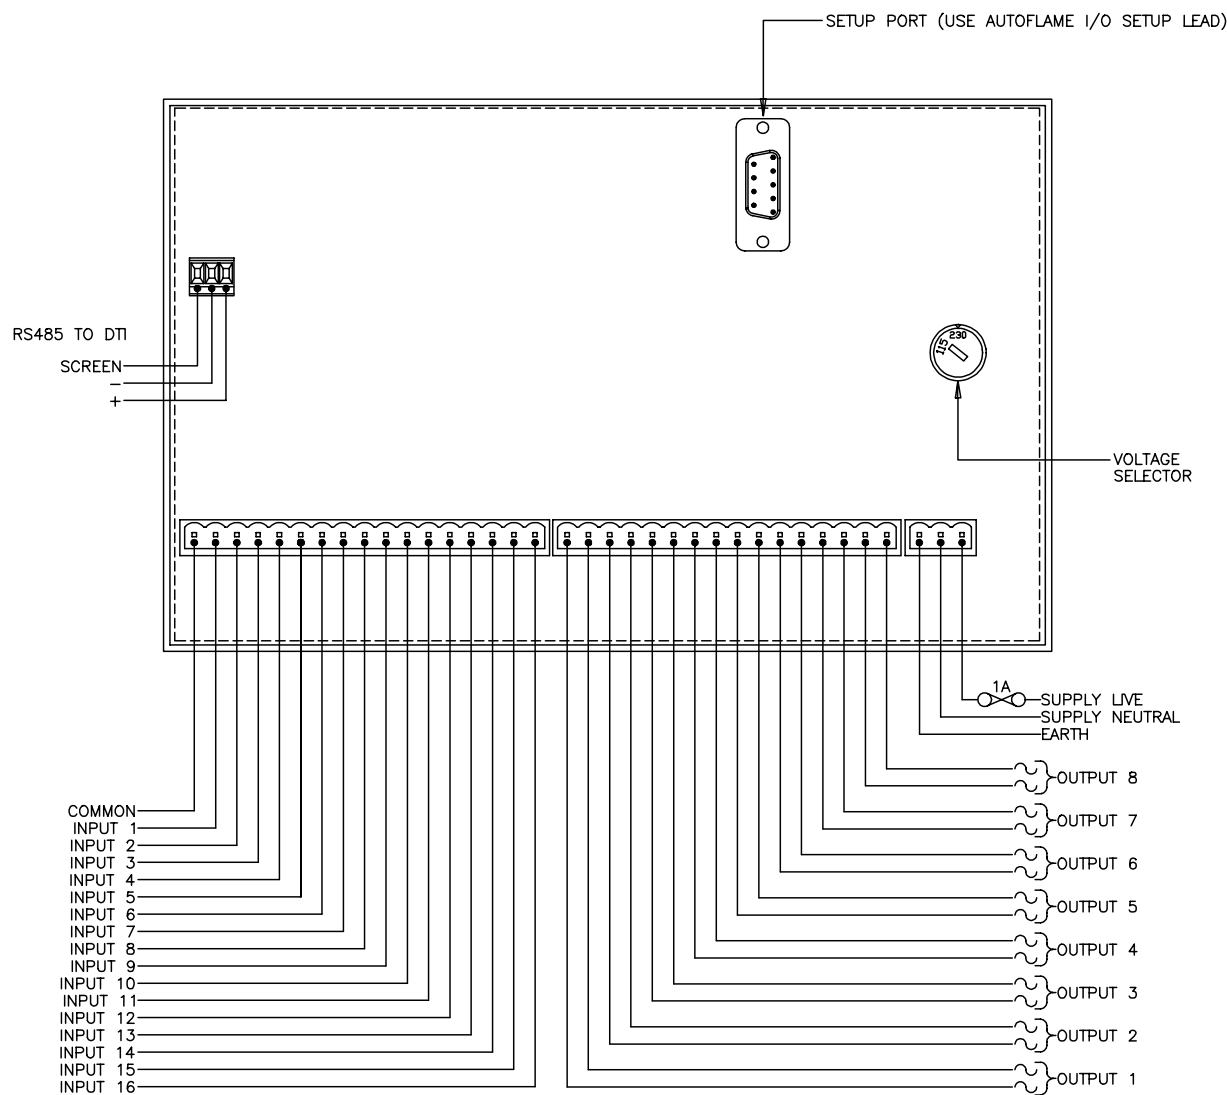 SETUP PORT (USE AUTOFLAME I/O SETUP LEAD)
RS485 TO DTI
SCREEN
-
+
115
230
VOLTAGE
SELECTOR
1A
SUPPLY LIVE
SUPPLY NEUTRAL
EARTH
COMMON
INPUT 1
INPUT 2
INPUT 3
INPUT 4
INPUT 5
INPUT 6
INPUT 7
INPUT 8
INPUT 9
INPUT 10
INPUT 11
INPUT 12
INPUT 13
INPUT 14
INPUT 15
INPUT 16
OUTPUT 8
OUTPUT 7
OUTPUT 6
OUTPUT 5
OUTPUT 4
OUTPUT 3
OUTPUT 2
OUTPUT 1